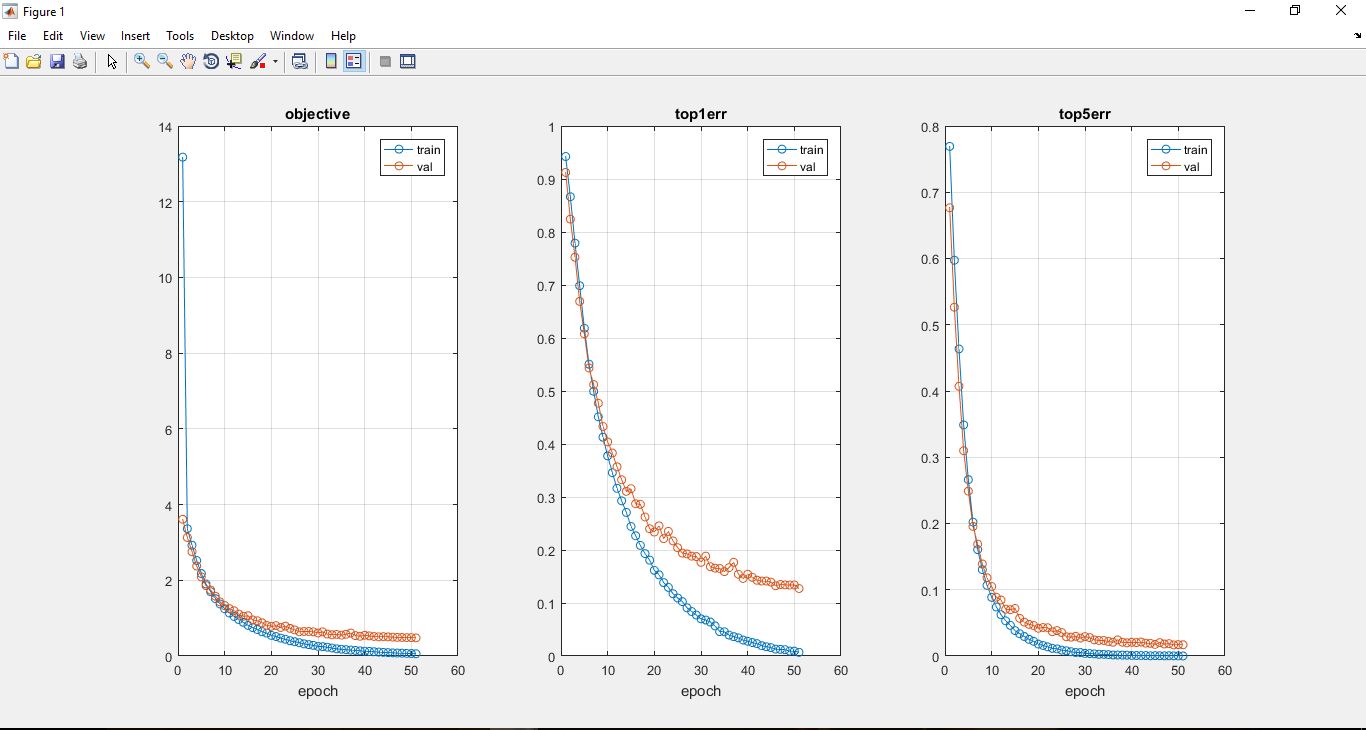 Figure 1
File Edit View Insert Tools Desktop Window Help
objective
14
12
10
8
6
4
2
0
0 10 20 30 40 50 60
epoch
train
val
top1err
1
0.9
0.8
0.7
0.6
0.5
0.4
0.3
0.2
0.1
0
0 10 20 30 40 50 60
epoch
train
val
top5err
0.8
0.7
0.6
0.5
0.4
0.3
0.2
0.1
0
0 10 20 30 40 50 60
epoch
train
val